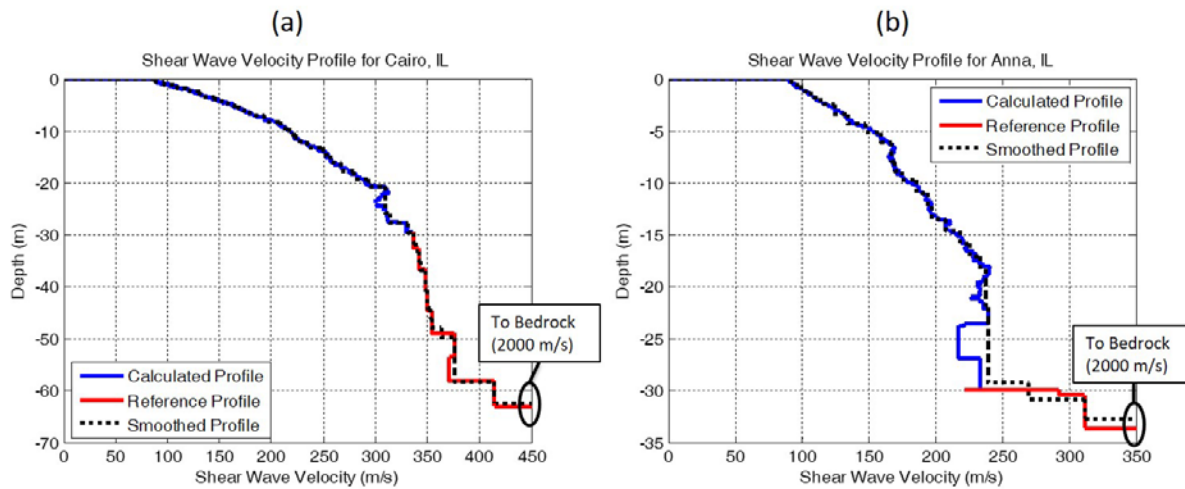 (a)
Shear Wave Velocity Profile for Cairo, IL
0
-10
-20
-30
-40
-50
-60
-70
Depth (m)
0 50 100 150 200 250 300 350 400 450
Shear Wave Velocity (m/s)
Calculated Profile
Reference Profile
Smoothed Profile
To Bedrock
(2000 m/s)
(b)
Shear Wave Velocity Profile for Anna, IL
0
-5
-10
-15
-20
-25
-30
-35
Depth (m)
0 50 100 150 200 250 300 350
Shear Wave Velocity (m/s)
Calculated Profile
Reference Profile
Smoothed Profile
To Bedrock
(2000 m/s)